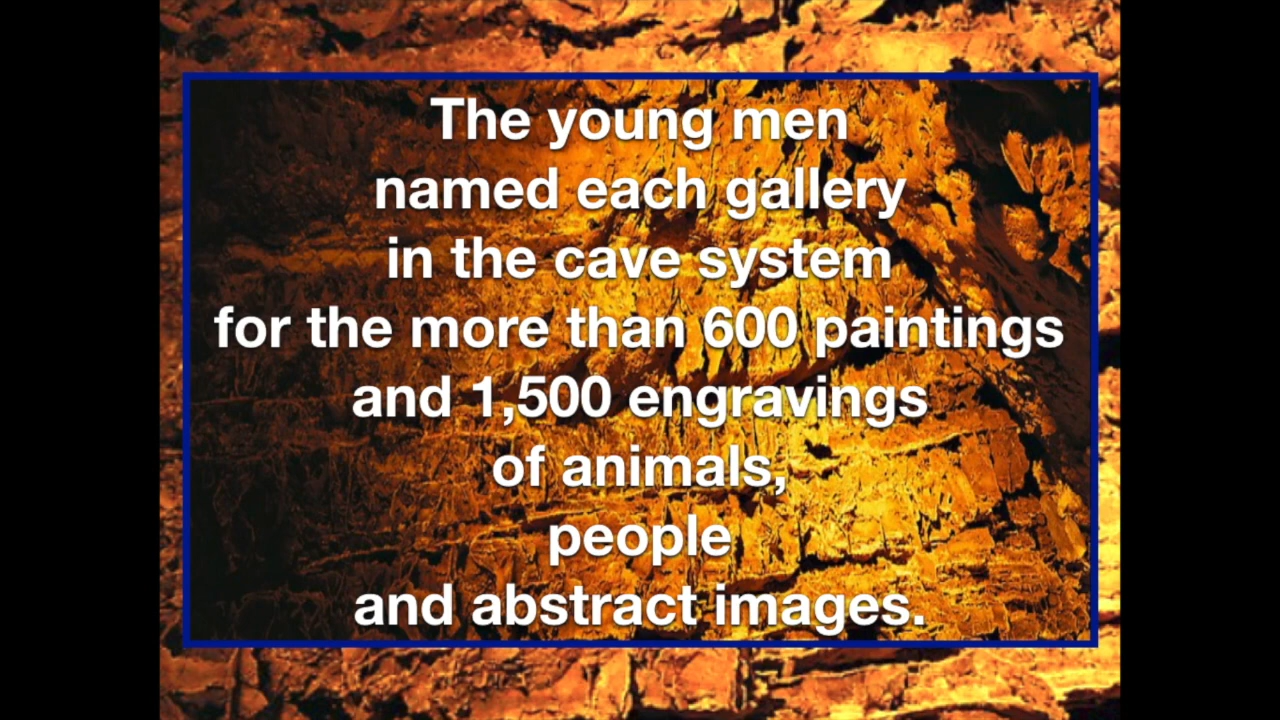 The young men
named each gallery
in the cave system
for the more than 600 paintings
and 1,500 engravings
of animals,
people
and abstract images.